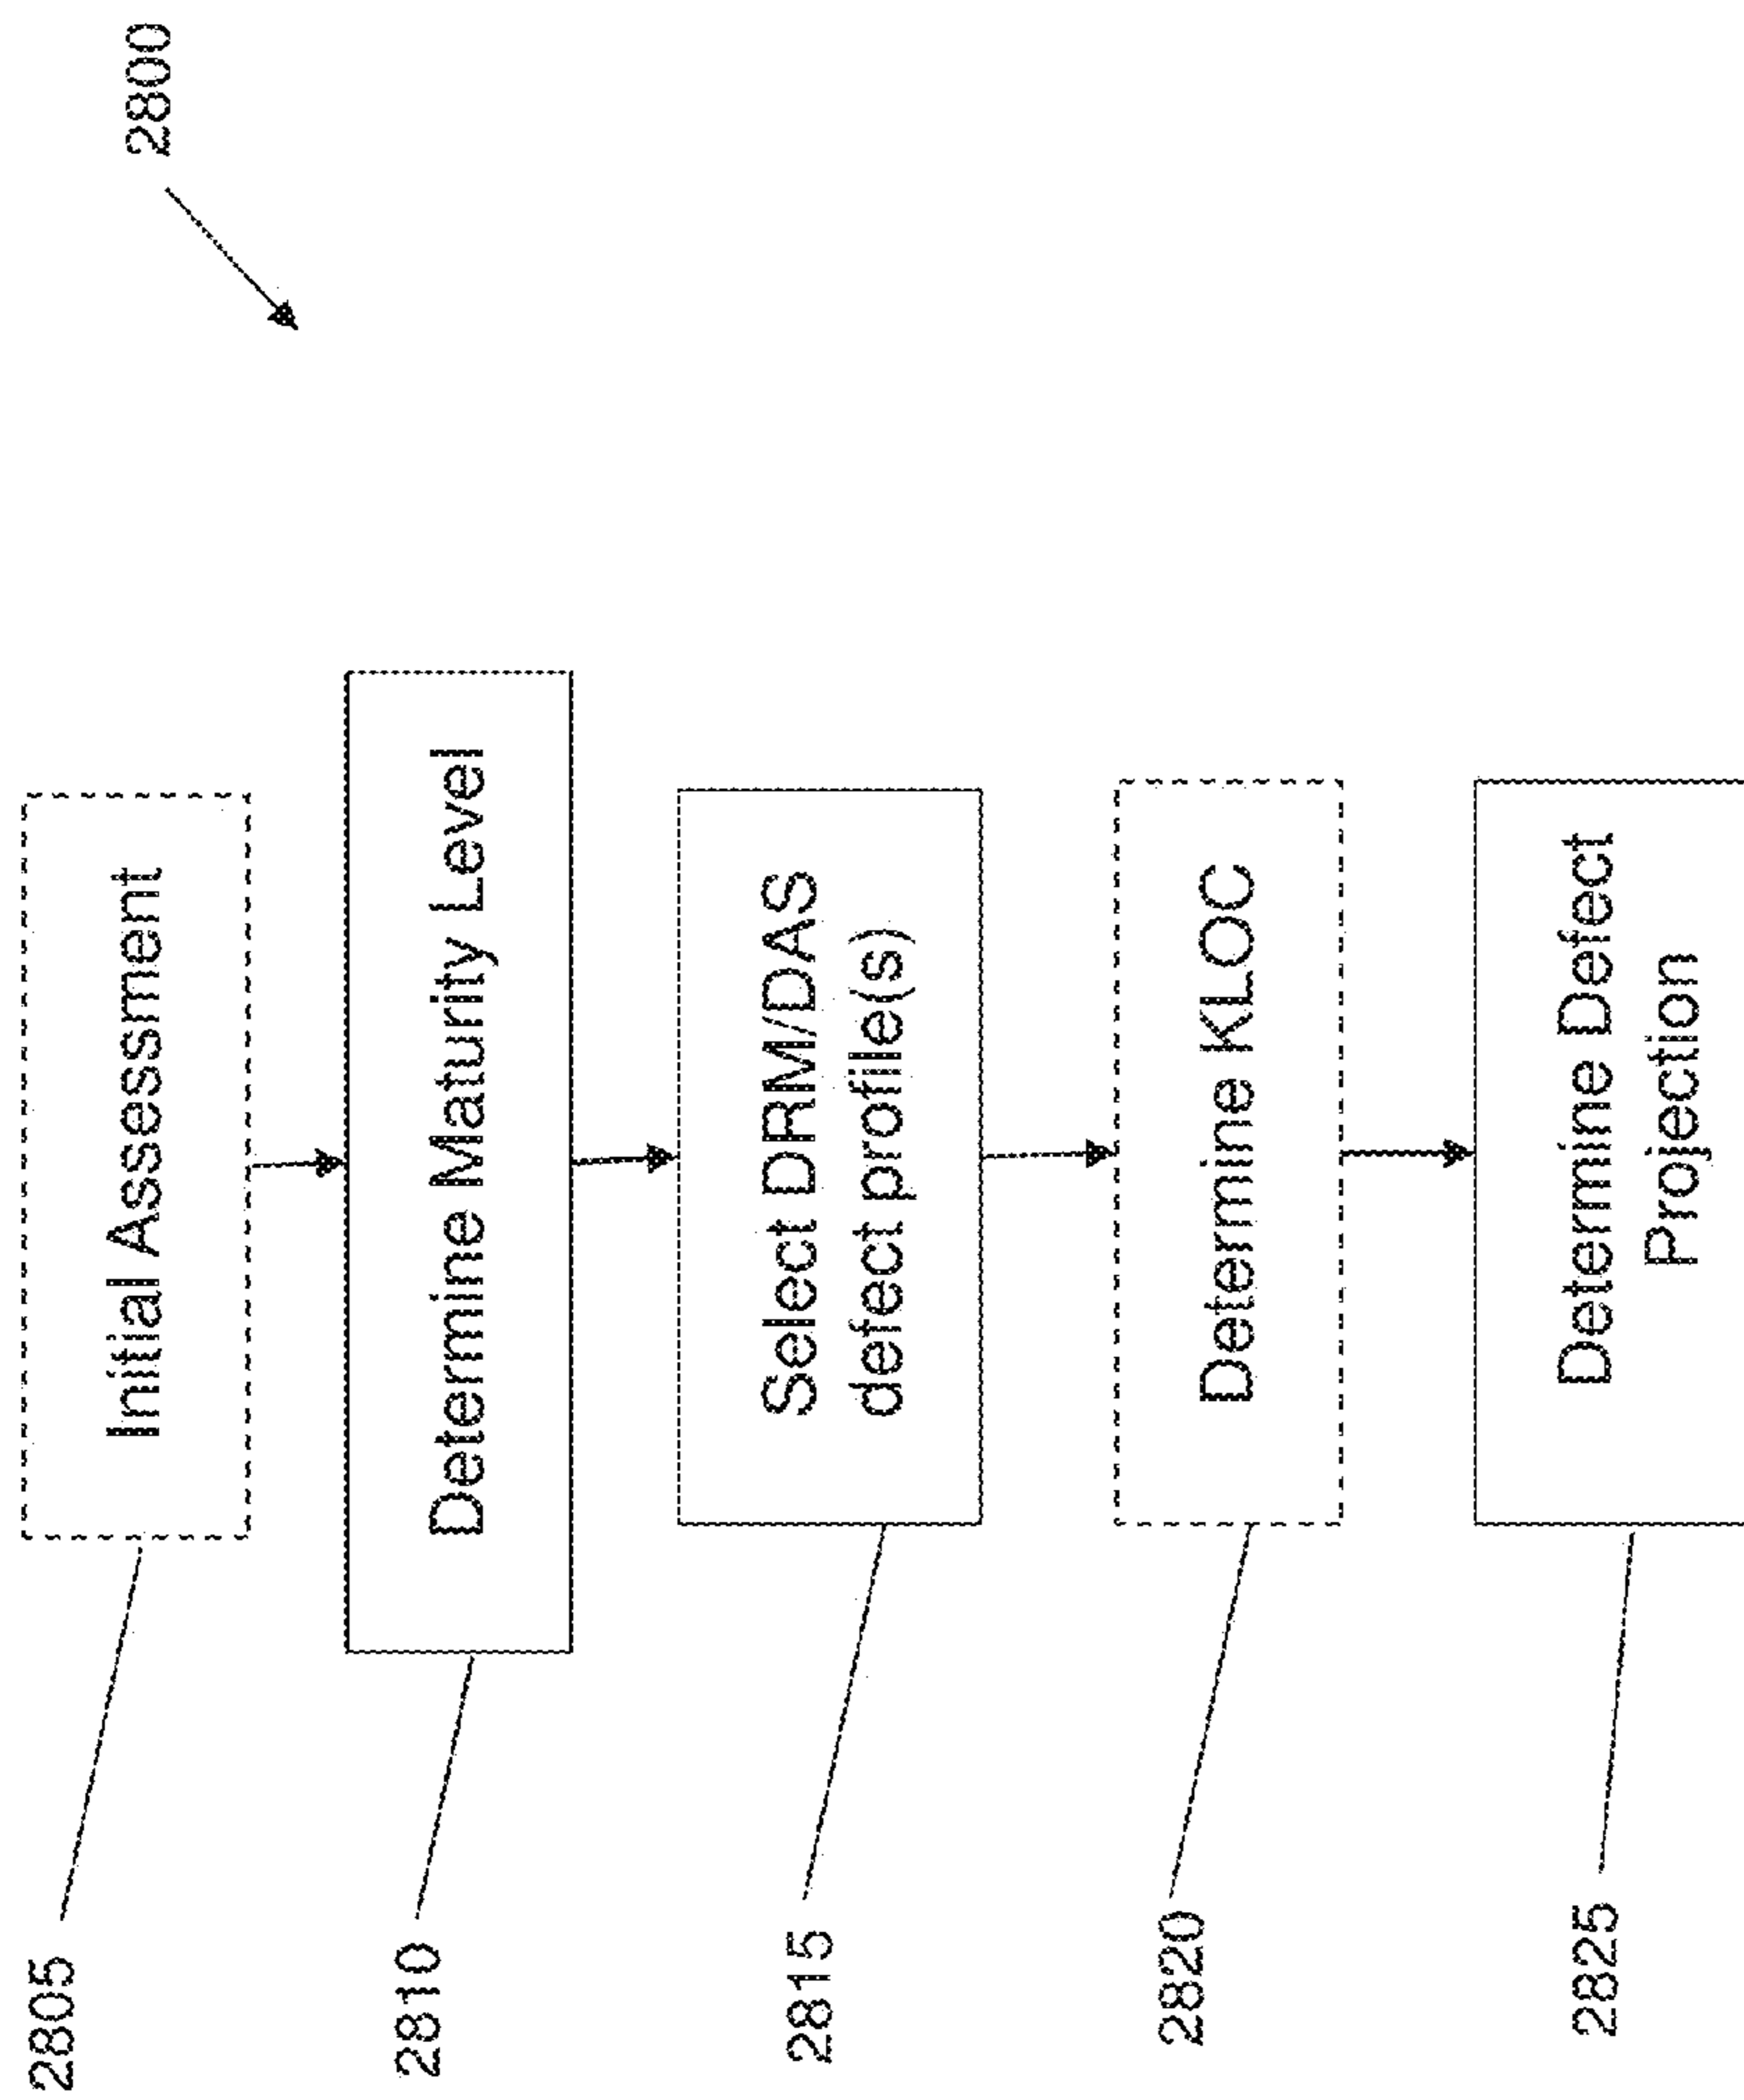 2800
2805
Initial Assessment
2810
Determine Maturity Level
2815
Select DRM/DAS
defect profile(s)
2820
Determine KLOC
2825
Determine Defect
Projection